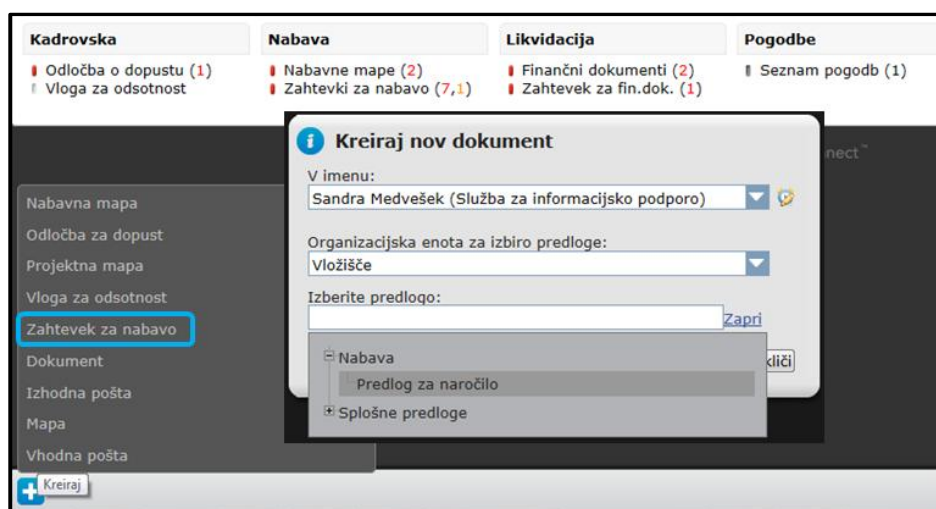 Kadrovska
Odločba o dopustu (1)
Vloga za odsotnost
Nabava
Nabavne mape (2)
Zahtevki za nabavo (7,1)
Likvidacija
Finančni dokumenti (2)
Zahtevek za fin.dok. (1)
Pogodbe
Seznam pogodb (1)
Nabavna mapa
Odločba za dopust
Projektna mapa
Vloga za odsotnost
Zahtevek za nabavo
Dokument
Izhodna pošta
Mapa
Vhodna pošta
Kreiraj
Kreiraj nov dokument
V imenu:
Sandra Medvešek (Služba za informacijsko podporo)
Organizacijska enota za izbiro predloge:
Vložišče
Izberite predlogo:
Zapri
Nabava
Predlog za naročilo
Splošne predloge